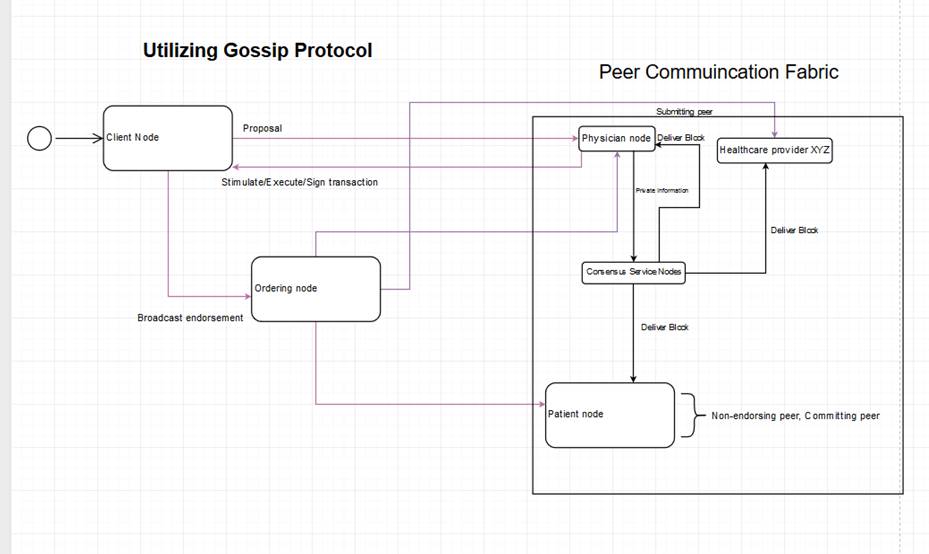 Utilizing Gossip Protocol
Peer Commuincation Fabric
Submitting peer
Client Node
Proposal
Physician node
Deliver Block
Healthcare provider XYZ
Stimulate/Execute/Sign transaction
Private Information
Deliver Block
Consensus Service Nodes
Ordering node
Broadcast endorsement
Deliver Block
Patient node
Non-endorsing peer, Committing peer